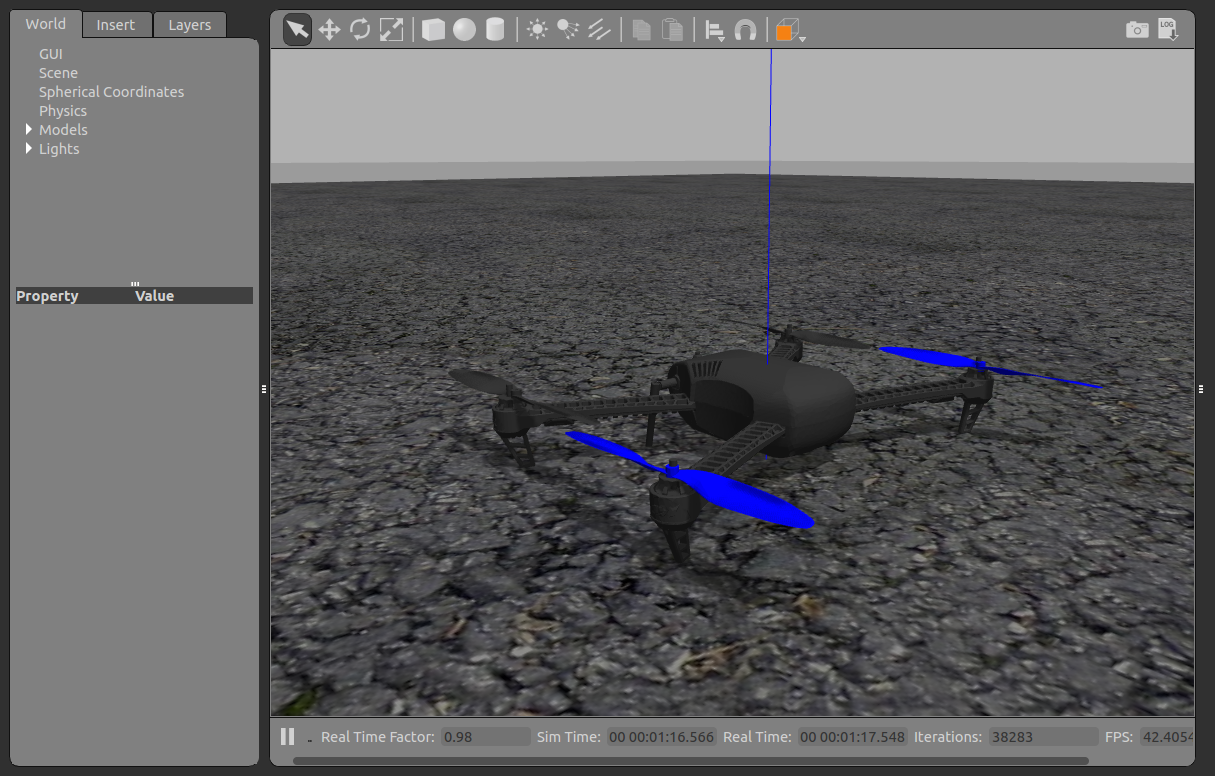 World Insert Layers
GUI
Scene
Spherical Coordinates
Physics
Models
Lights
Property Value
LOG
Real Time Factor: 0.98 Sim Time: 00 00:01:16.566 Real Time: 00 00:01:17.548 Iterations: 38283 FPS: 42.4054